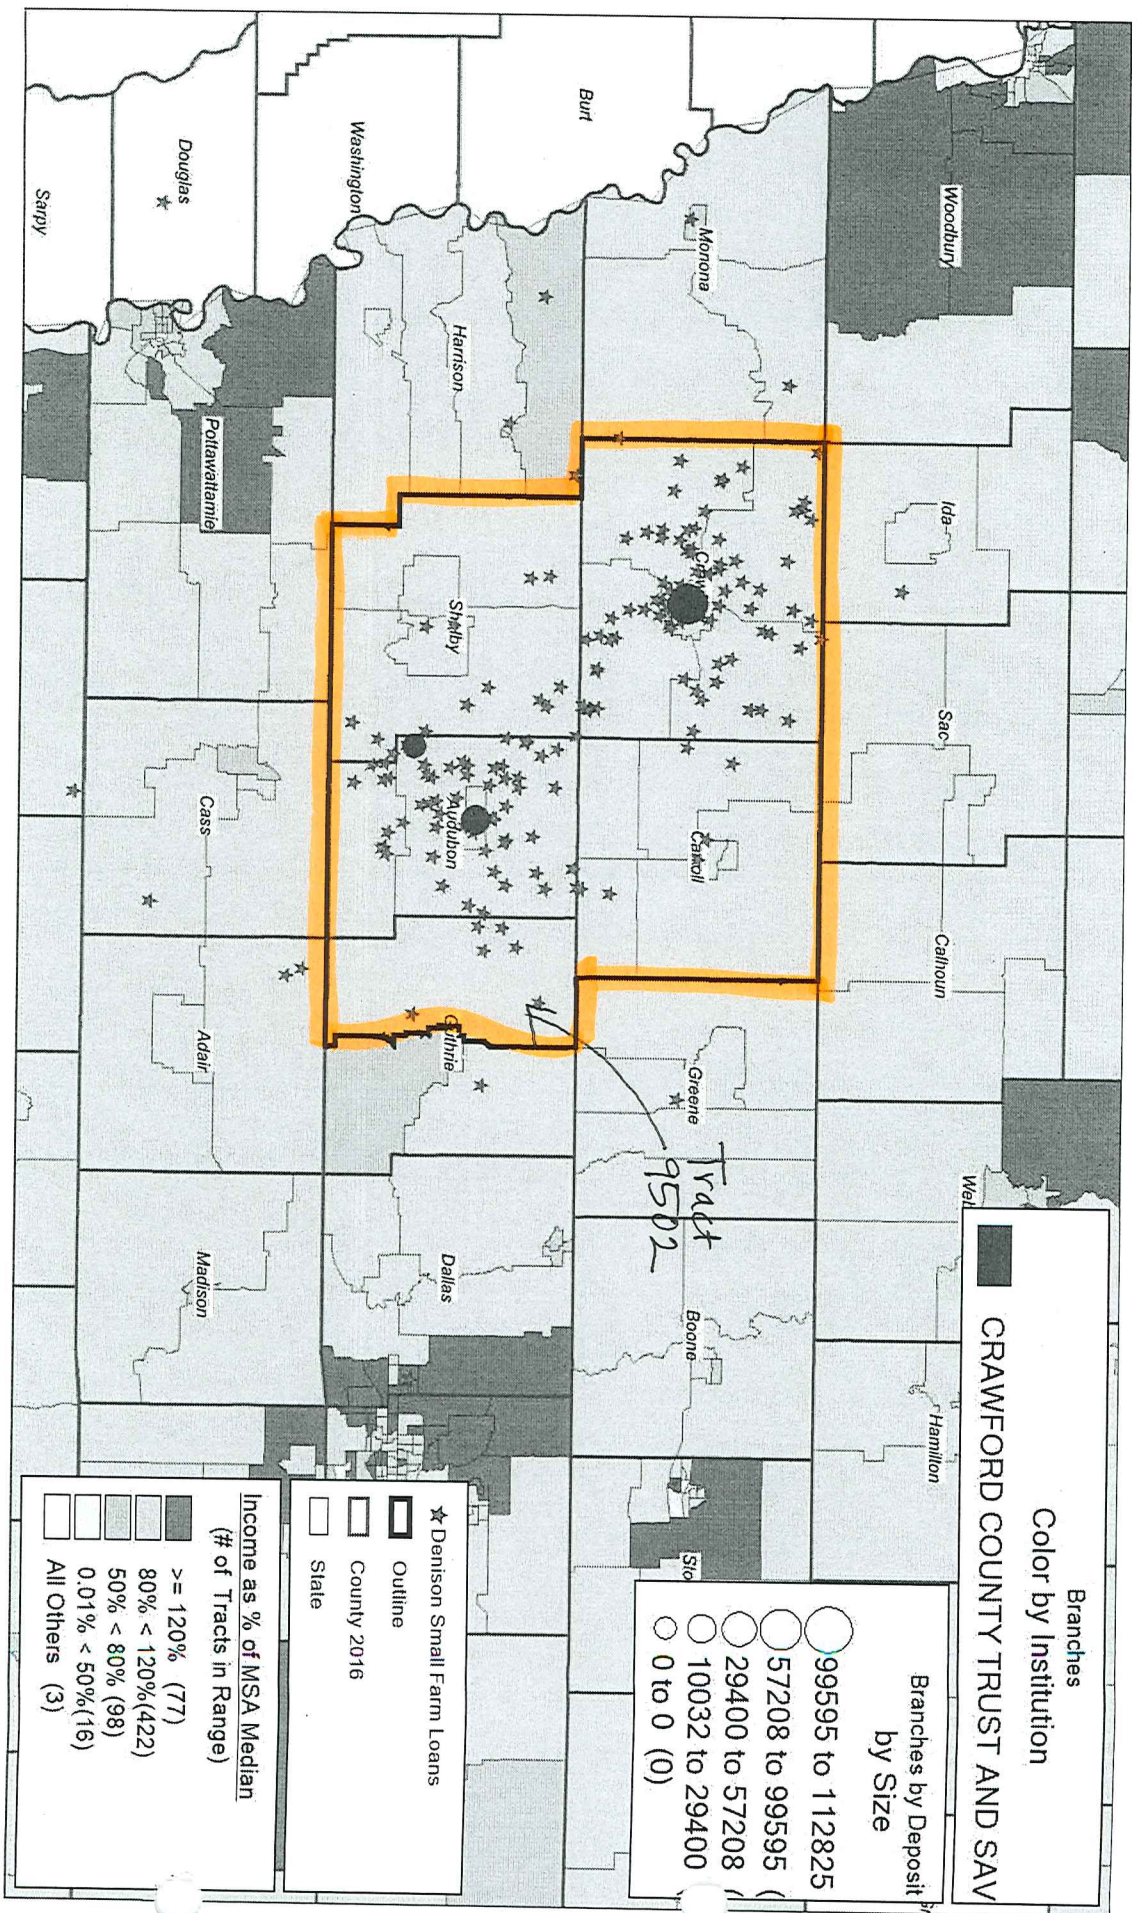 Branches
Color by Institution
CRAWFORD COUNTY TRUST AND SAV
Branches by Deposit
by Size
99595 to 112825
57208 to 99595 (
29400 to 57208 (
10032 to 29400
0 to 0 (0)
Denison Small Farm Loans
Outline
County 2016
State
Income as % of MSA Median
(# of Tracts in Range)
>= 120% (77)
80% < 120%(422)
50% < 80% (98)
0.01% < 50%(16)
All Others (3)
Woodbury
Ida
Sac
Calhoun
Web
Hamilton
Burt
Monona
Craw
Carroll
Greene
Boone
Sto
Tract
9502
Washington
Harrison
Shelby
Audubon
Guthrie
Dallas
Douglas
Sarpy
Pottawattamie
Cass
Adair
Madison